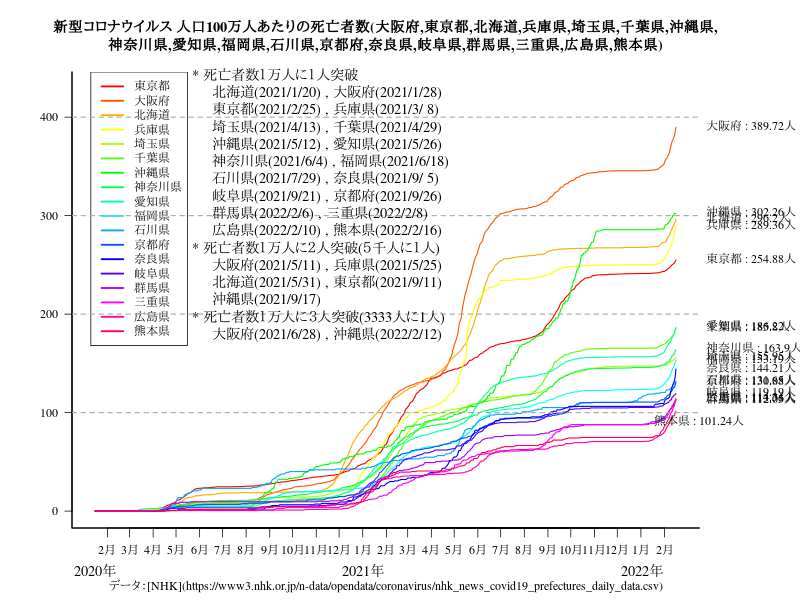 新型コロナウイルス 人口100万人あたりの死亡者数(大阪府,東京都,北海道,兵庫県,埼玉県,千葉県,沖縄県,
神奈川県,愛知県,福岡県,石川県,京都府,奈良県,岐阜県,群馬県,三重県,広島県,熊本県)
東京都
大阪府
北海道
兵庫県
埼玉県
千葉県
沖縄県
神奈川県
愛知県
福岡県
石川県
京都府
奈良県
岐阜県
群馬県
三重県
広島県
熊本県
* 死亡者数1万人に1人突破
北海道(2021/1/20) , 大阪府(2021/1/28)
東京都(2021/2/25) , 兵庫県(2021/3/ 8)
埼玉県(2021/4/13) , 千葉県(2021/4/29)
沖縄県(2021/5/12) , 愛知県(2021/5/26)
神奈川県(2021/6/4) , 福岡県(2021/6/18)
石川県(2021/7/29) , 奈良県(2021/9/ 5)
岐阜県(2021/9/21) , 京都府(2021/9/26)
群馬県(2022/2/6) , 三重県(2022/2/8)
広島県(2022/2/10) , 熊本県(2022/2/16)
* 死亡者数1万人に2人突破(5千人に1人)
大阪府(2021/5/11) , 兵庫県(2021/5/25)
北海道(2021/5/31) , 東京都(2021/9/11)
沖縄県(2021/9/17)
* 死亡者数1万人に3人突破(3333人に1人)
大阪府(2021/6/28) , 沖縄県(2022/2/12)
400
300
200
100
0
大阪府 : 389.72人
沖縄県 : 302.26人
兵庫県 : 289.36人
東京都 : 254.88人
神奈川県 : 163.9人
奈良県 : 144.21人
岐阜県 : 119.19人
熊本県 : 101.24人
2月 3月 4月 5月 6月 7月 8月 9月 10月 11月 12月 1月 2月 3月 4月 5月 6月 7月 8月 9月 10月 11月 12月 1月 2月
2020年 2021年 2022年
データ:[NHK](https://www3.nhk.or.jp/n-data/opendata/coronavirus/nhk_news_covid19_prefectures_daily_data.csv)